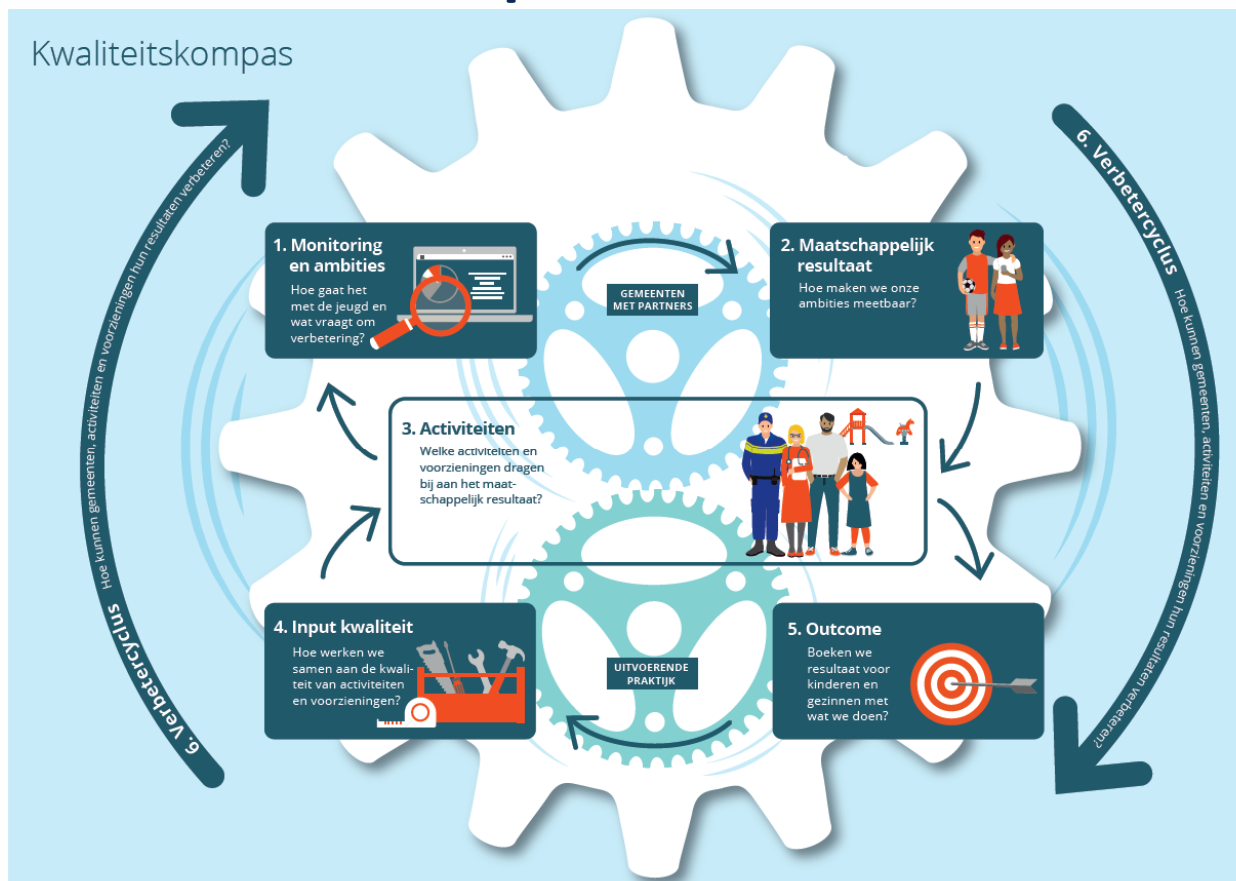 Kwaliteitskompas
6. Verbetercyclus Hoe kunnen gemeenten, activiteiten en voorzieningen hun resultaten verbeteren?
1. Monitoring
en ambities
Hoe gaat het
met de jeugd en
wat vraagt om
verbetering?
GEMEENTEN
MET PARTNERS
2. Maatschappelijk
resultaat
Hoe maken we onze
ambities meetbaar?
3. Activiteiten
Welke activiteiten en
voorzieningen dragen
bij aan het maat-
schappelijk resultaat?
4. Input kwaliteit
Hoe werken we
samen aan de kwali-
teit van activiteiten
en voorzieningen?
UITVOERENDE
PRAKTIJK
5. Outcome
Boeken we
resultaat voor
kinderen en
gezinnen met
wat we doen?
6. Verbetercyclus Hoe kunnen gemeenten, activiteiten en voorzieningen hun resultaten verbeteren?